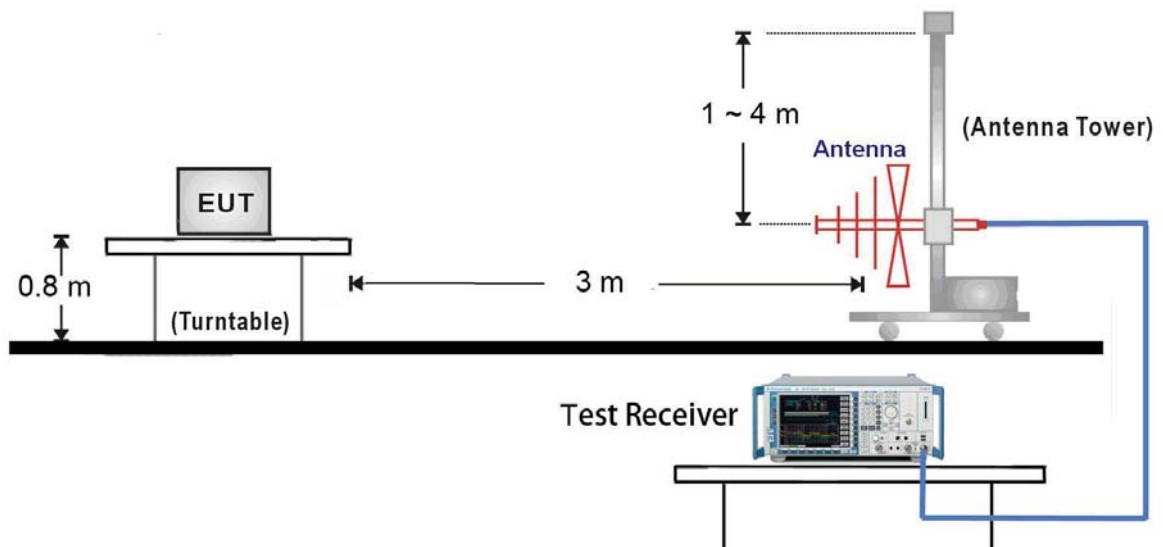 1 ~ 4 m
(Antenna Tower)
Antenna
EUT
0.8 m
3 m
(Turntable)
Test Receiver